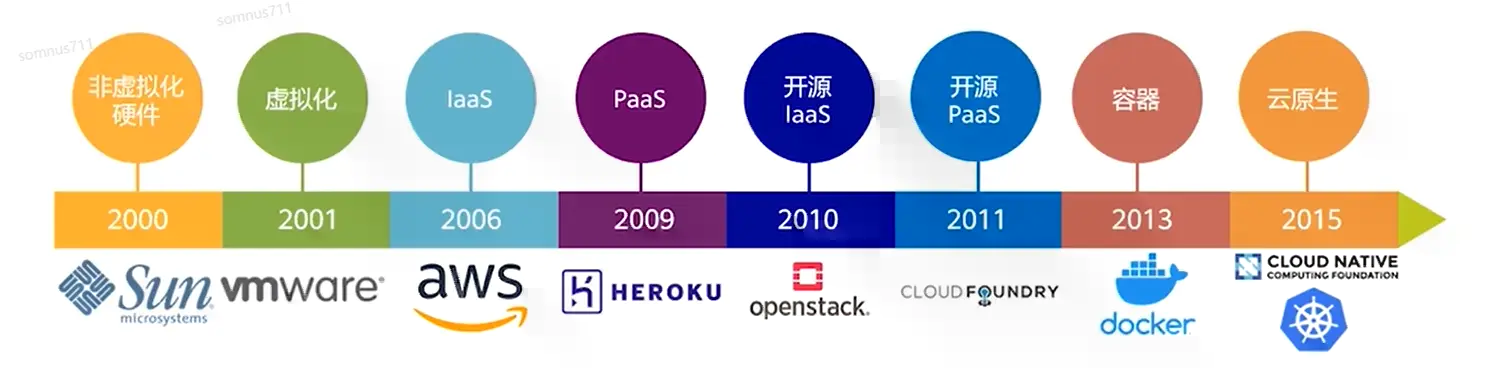 somnus711
somnus711
非虚拟化
硬件
虚拟化
IaaS
PaaS
开源
IaaS
开源
PaaS
容器
云原生
2000
2001
2006
2009
2010
2011
2013
2015
Sun
microsystems
vmware®
aws
HEROKU
openstack.
CLOUD FOUNDRY
docker
CLOUD NATIVE
COMPUTING FOUNDATION